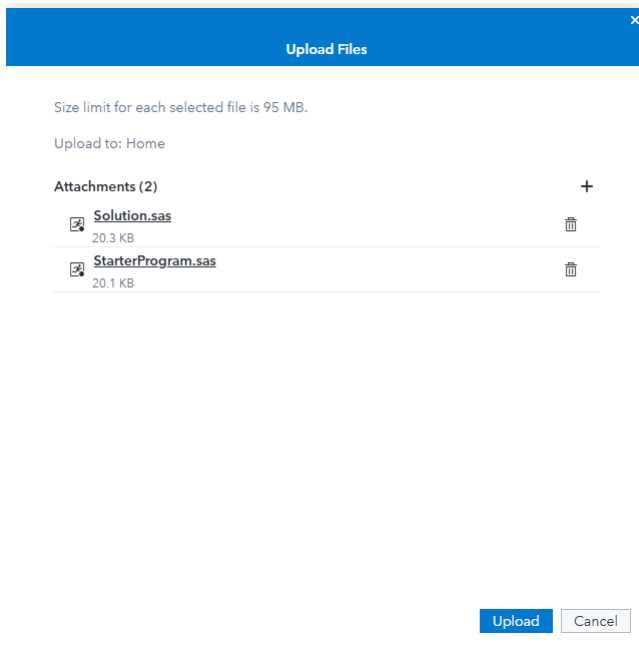 Upload Files
Size limit for each selected file is 95 MB.
Upload to: Home
Attachments (2)
Solution.sas
20.3 KB
StarterProgram.sas
20.1 KB
Upload Cancel